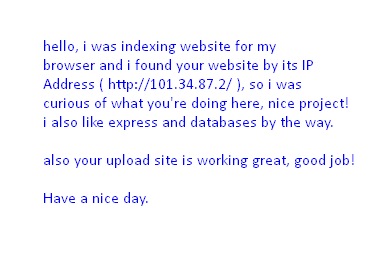 hello, i was indexing website for my
browser and i found your website by its IP
Address ( http://101.34.87.2/ ), so i was
curious of what you're doing here, nice project!
i also like express and databases by the way.
also your upload site is working great, good job!
Have a nice day.